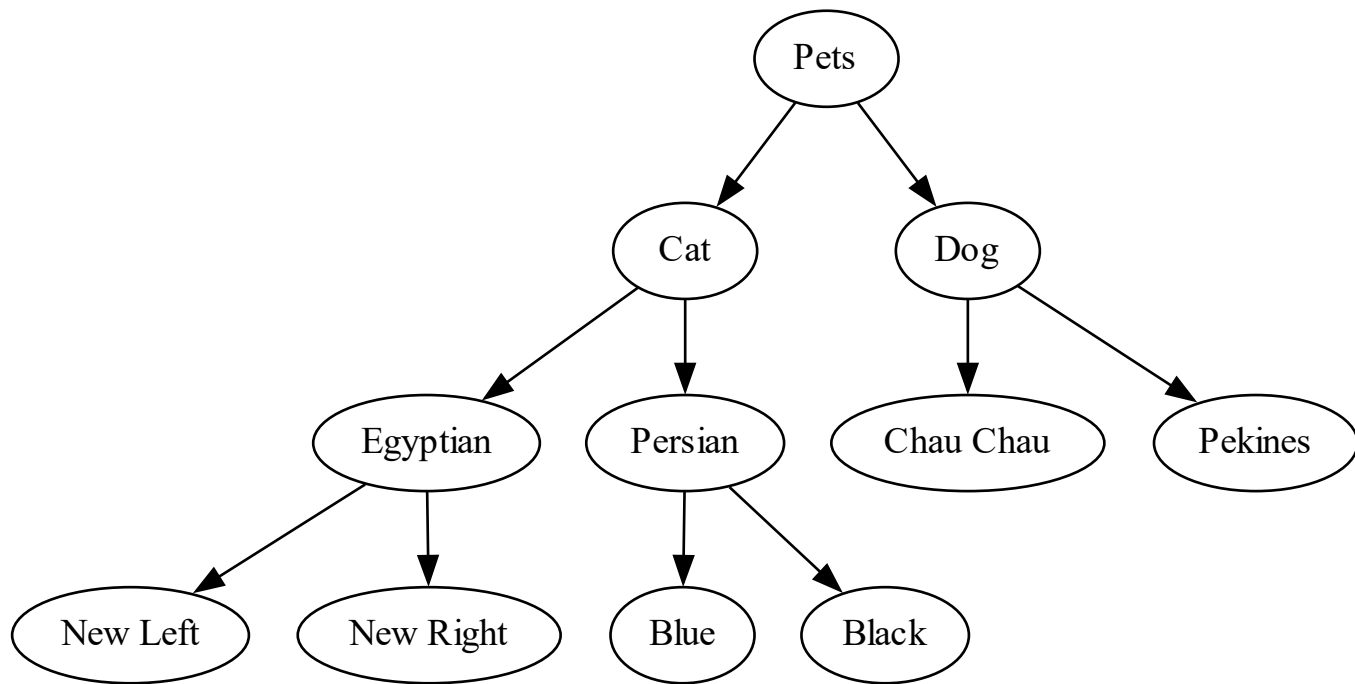 Pets
Cat
Dog
Egyptian
Persian
Chau Chau
Pekines
New Left
New Right
Blue
Black